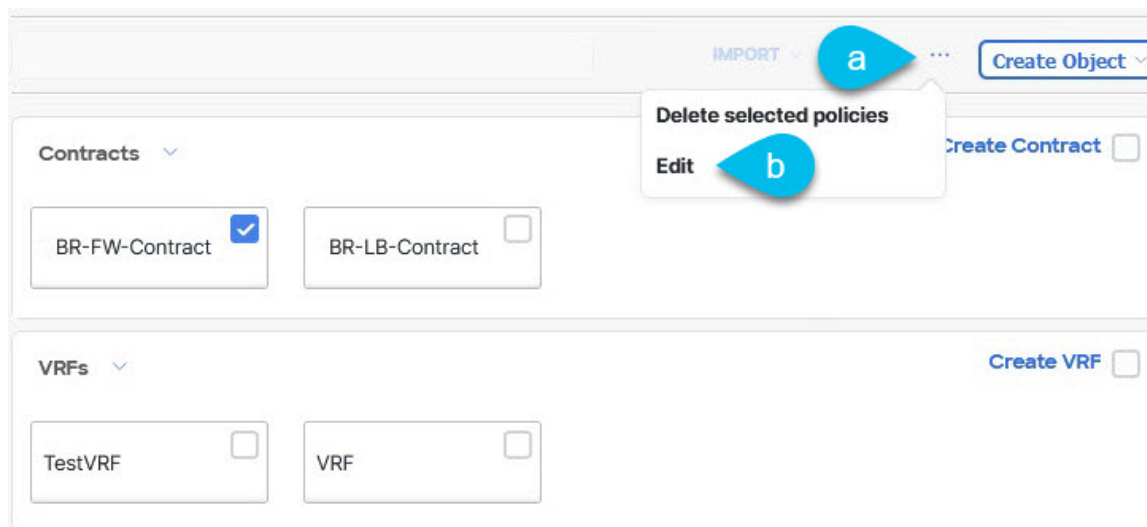 IMPORT
a
...
Create Object
Delete selected policies
Contracts
Create Contract
Edit
b
BR-FW-Contract
BR-LB-Contract
VRFs
Create VRF
TestVRF
VRF